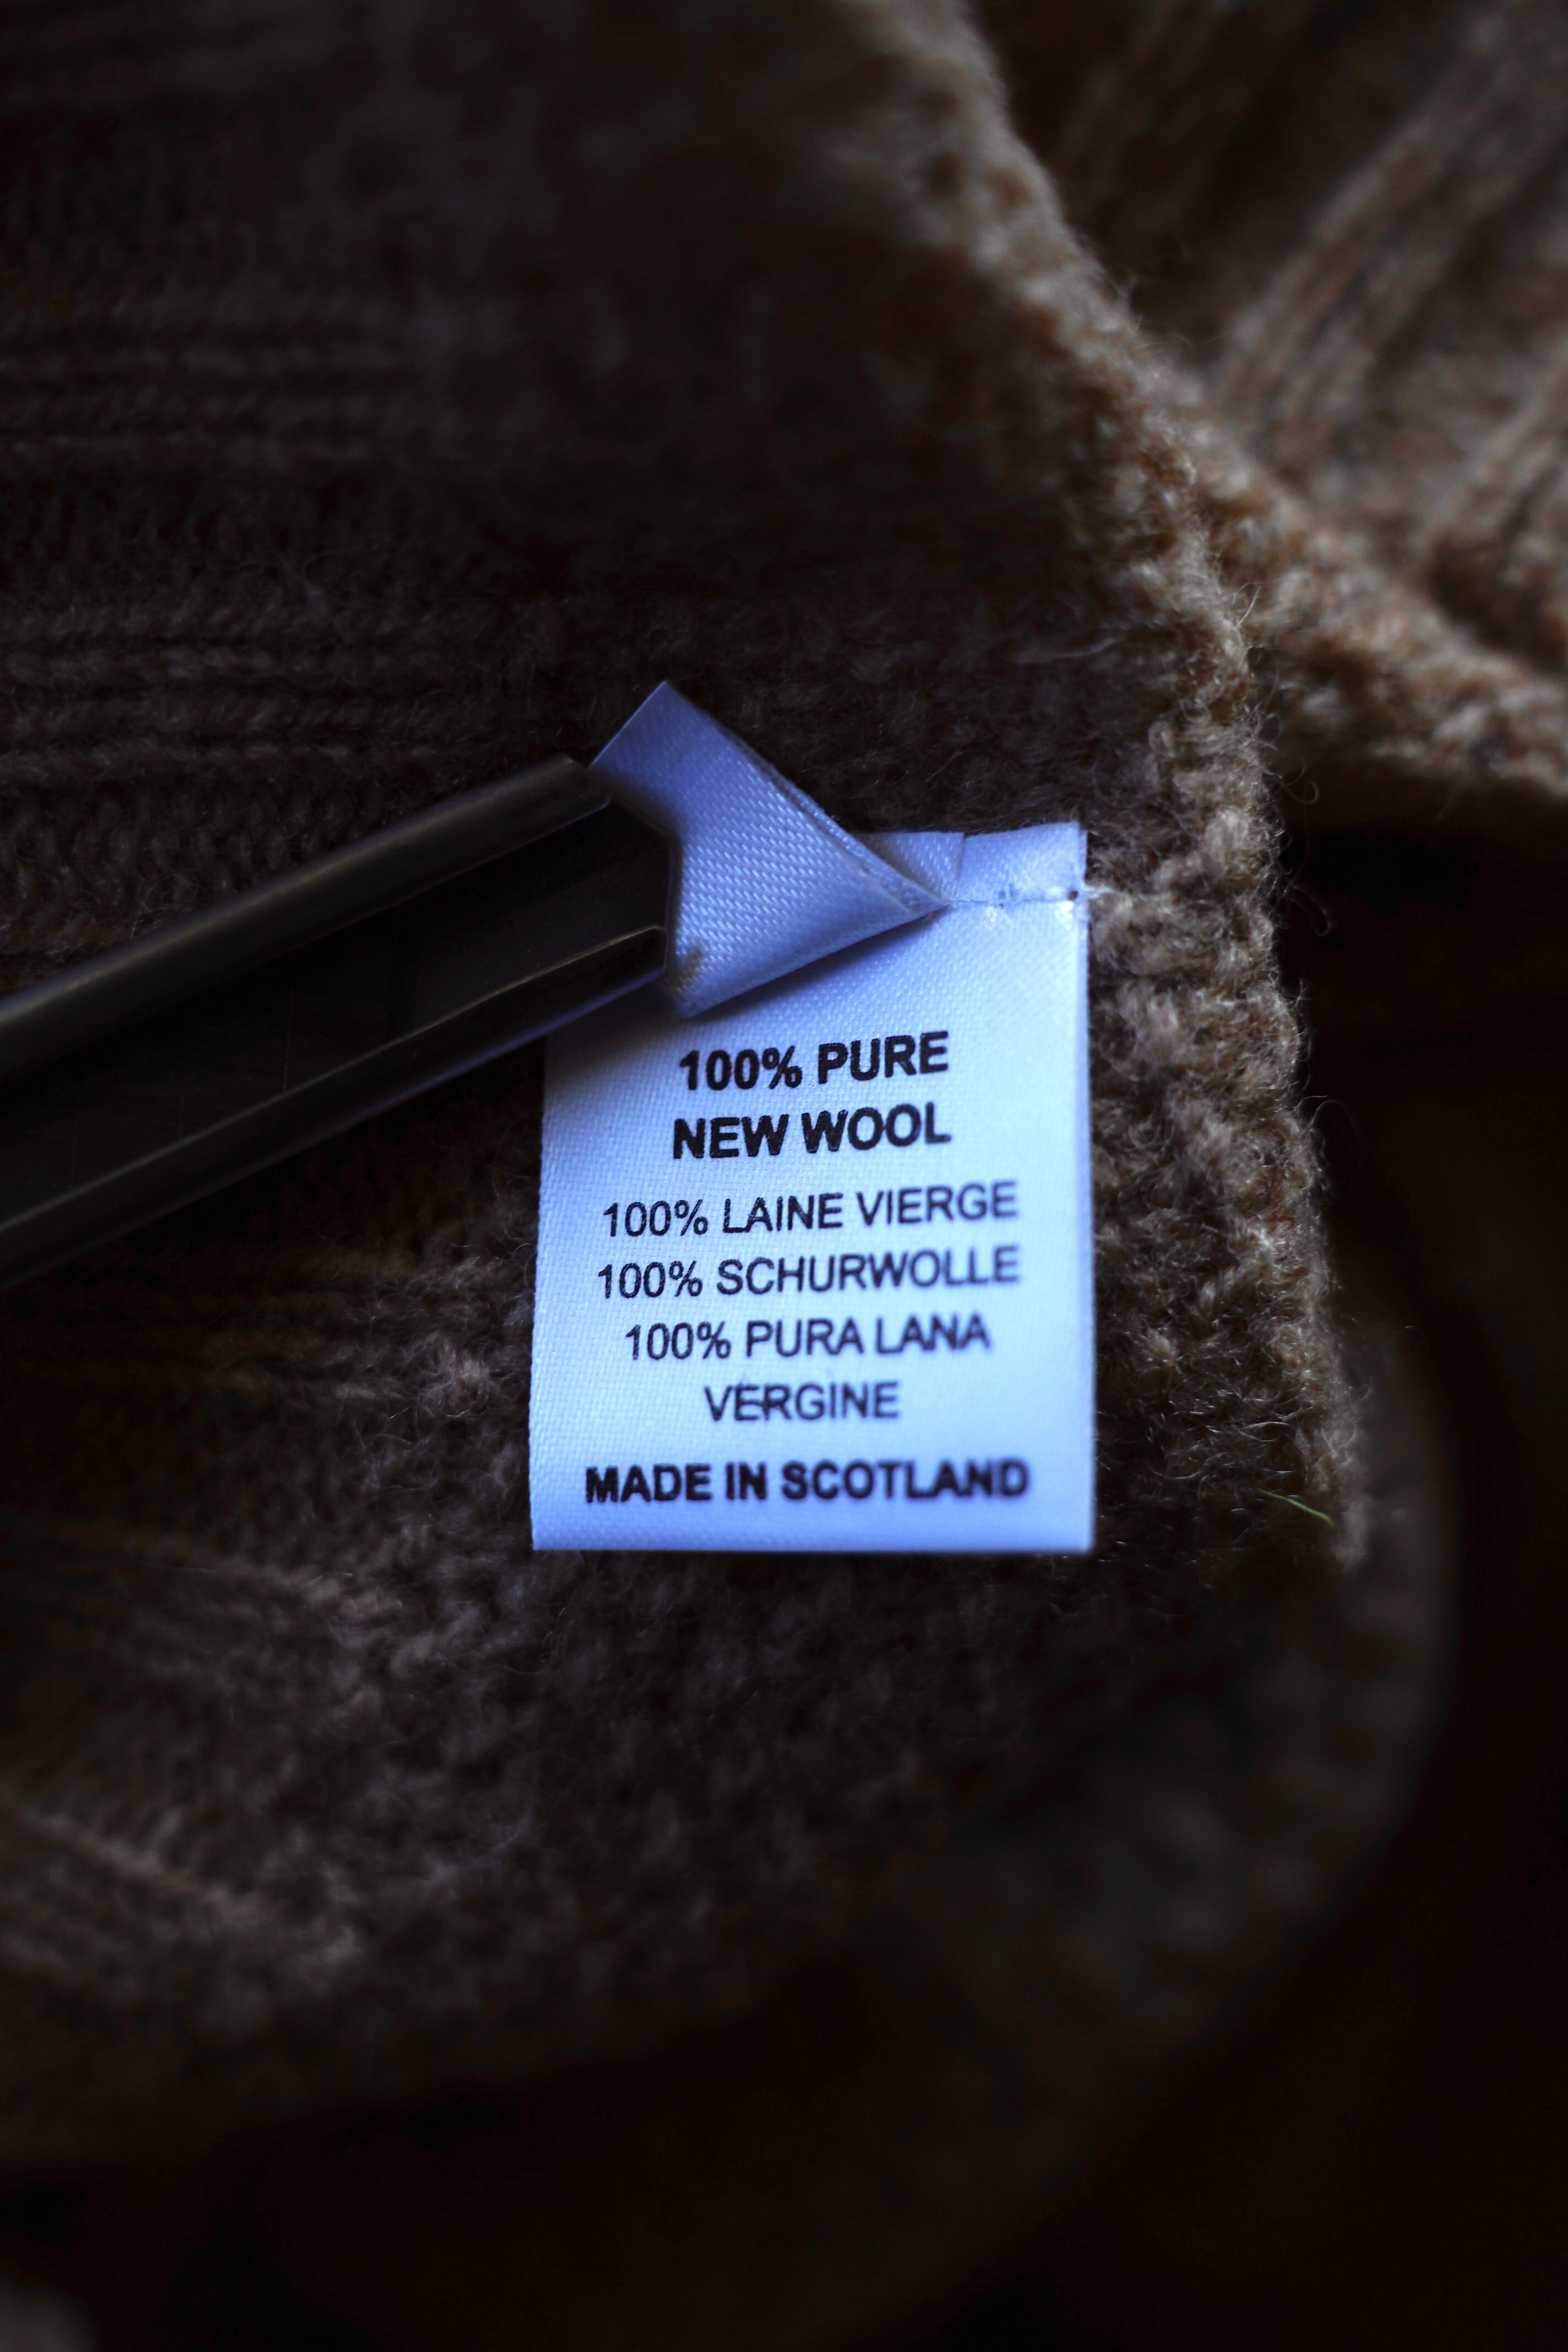 100% PURE
NEW WOOL
100% LAINE VIERGE
100% SCHURWOLLE
100% PURA LANA
VERGINE
MADE IN SCOTLAND